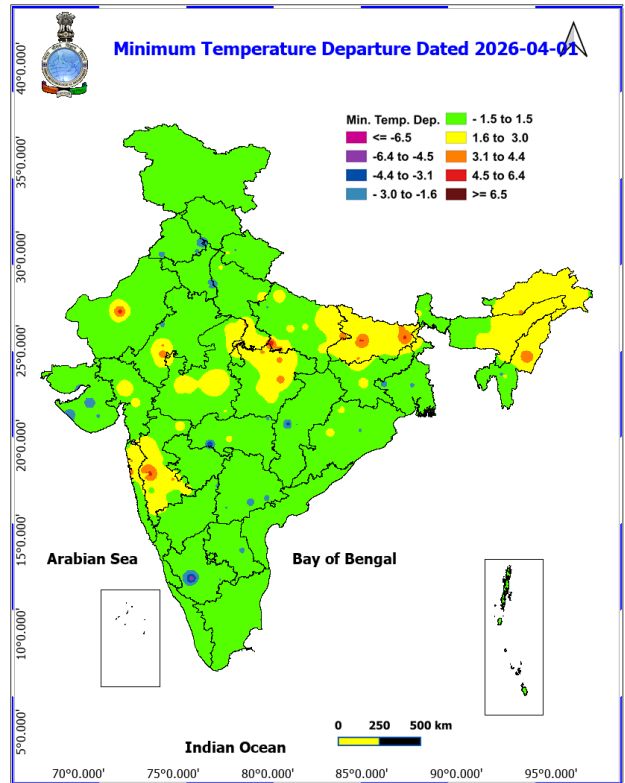 Minimum Temperature Departure Dated 2026-04-01
Min. Temp. Dep.
<= -6.5
-6.4 to -4.5
-4.4 to -3.1
- 3.0 to -1.6
- 1.5 to 1.5
1.6 to 3.0
3.1 to 4.4
4.5 to 6.4
>= 6.5
40°0.000'
35°0.000'
30°0.000'
25°0.000'
20°0.000'
15°0.000'
10°0.000'
5°0.000'
Arabian Sea
Bay of Bengal
Indian Ocean
0 250 500 km
70°0.000' 75°0.000' 80°0.000' 85°0.000' 90°0.000' 95°0.000'